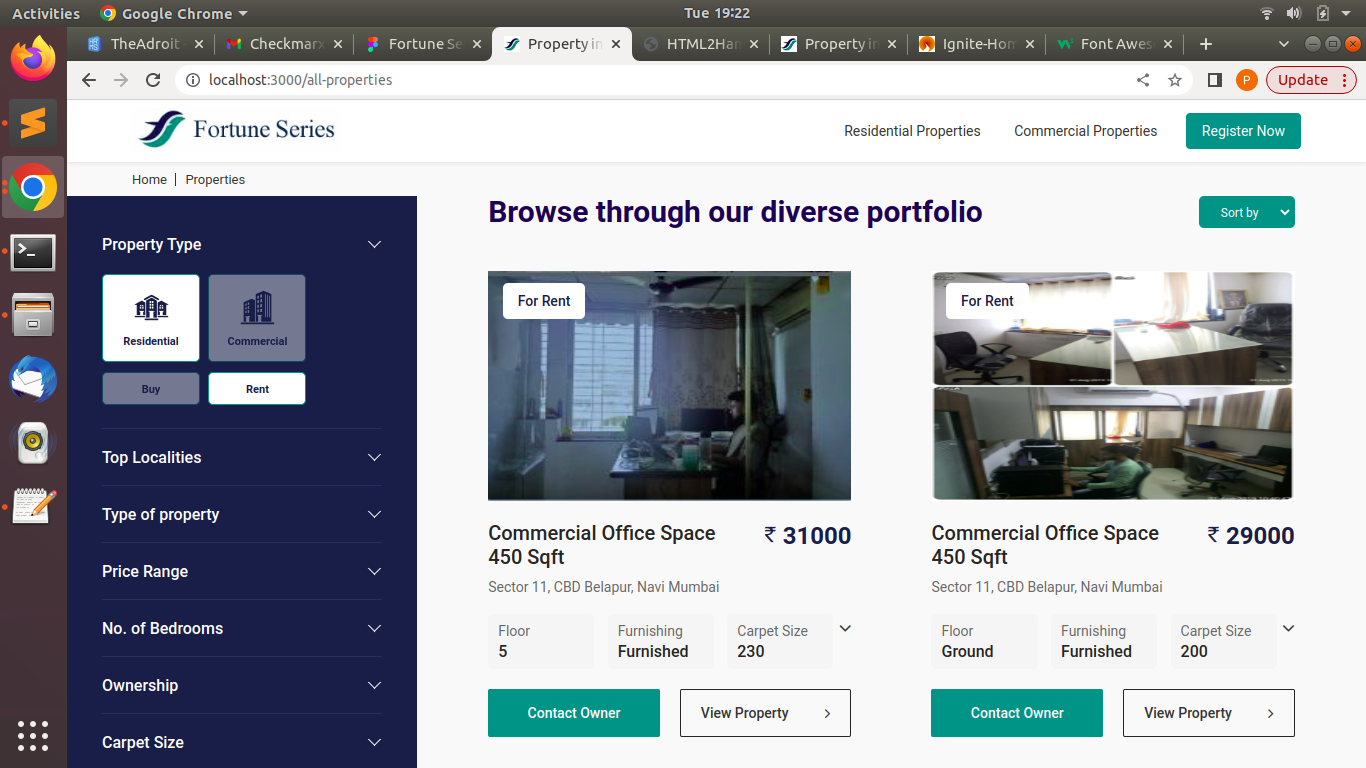 Activities
Google Chrome
Tue 19:22
TheAdroit
Checkmarx
Fortune Se
Property in
HTML2Han
Property in
Ignite-Hom
Font Awes
localhost:3000/all-properties
P
Update
Fortune Series
Residential Properties
Commercial Properties
Register Now
Home
Properties
Property Type
Residential
Commercial
Buy
Rent
Top Localities
Type of property
Price Range
No. of Bedrooms
Ownership
Carpet Size
Browse through our diverse portfolio
Sort by
For Rent
Commercial Office Space
450 Sqft
₹ 31000
Sector 11, CBD Belapur, Navi Mumbai
Floor
5
Furnishing
Furnished
Carpet Size
230
Contact Owner
View Property
For Rent
Commercial Office Space
450 Sqft
₹ 29000
Sector 11, CBD Belapur, Navi Mumbai
Floor
Ground
Furnishing
Furnished
Carpet Size
200
Contact Owner
View Property